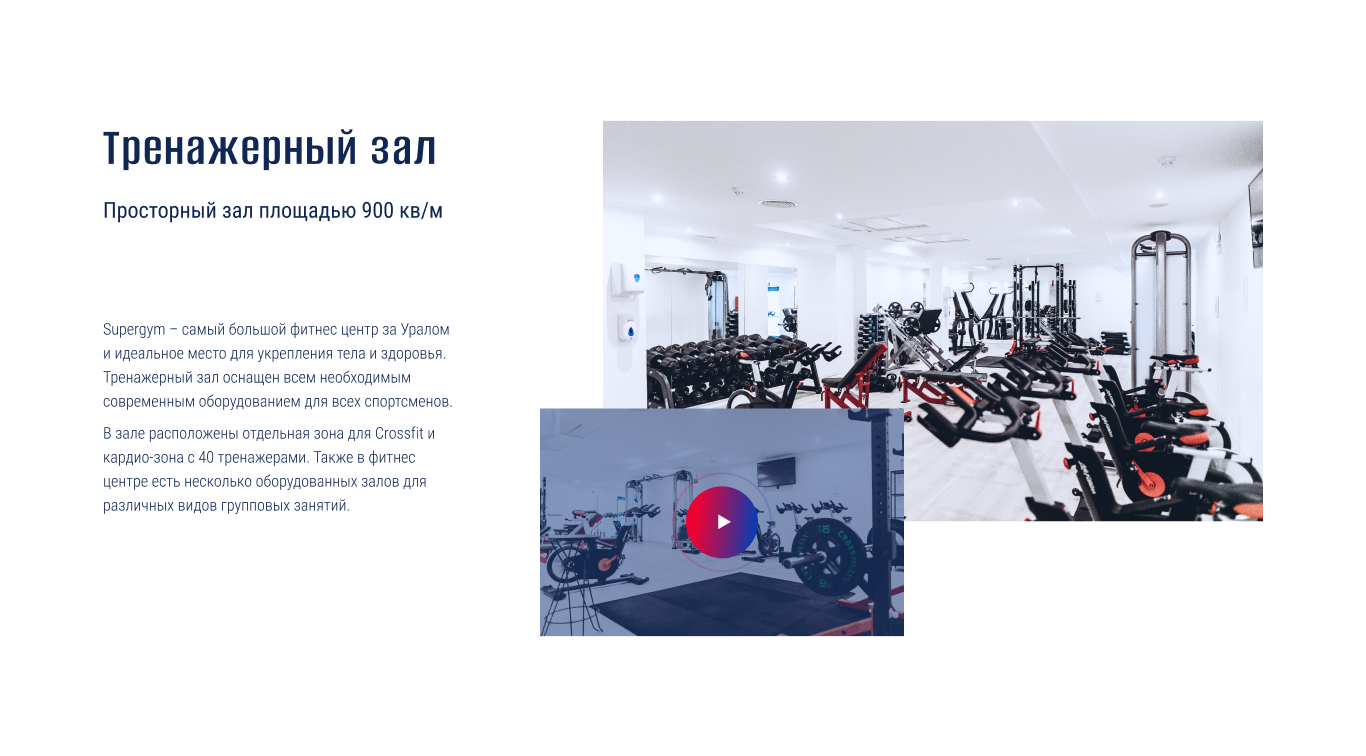 Тренажерный зал
Просторный зал площадью 900 кв/м
Supergym – самый большой фитнес центр за Уралом
и идеальное место для укрепления тела и здоровья.
Тренажерный зал оснащен всем необходимым
современным оборудованием для всех спортсменов.
В зале расположены отдельная зона для Crossfit и
кардио-зона с 40 тренажерами. Также в фитнес
центре есть несколько оборудованных залов для
различных видов групповых занятий.